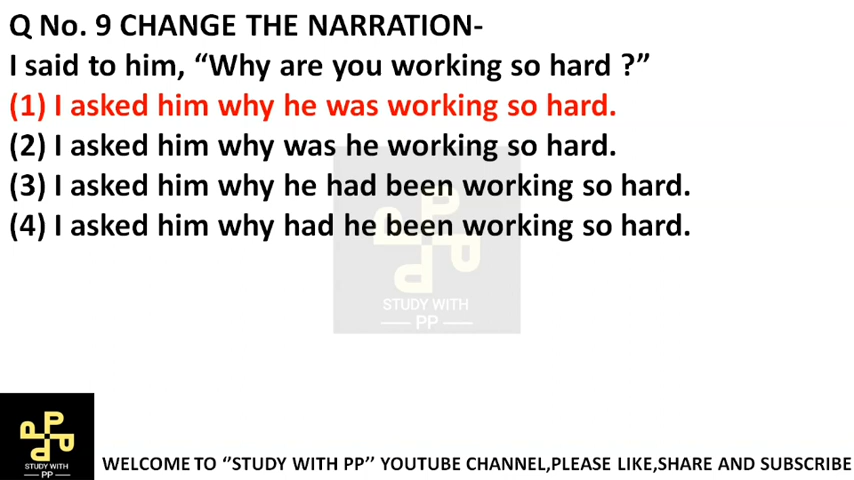 Q No. 9 CHANGE THE NARRATION-
I said to him, “Why are you working so hard ?”
(1) I asked him why he was working so hard.
(2) I asked him why was he working so hard.
(3) I asked him why he had been working so hard.
(4) I asked him why had he been working so hard.
STUDY WITH
PP
STUDY WITH
PP
WELCOME TO ‘’STUDY WITH PP’’ YOUTUBE CHANNEL,PLEASE LIKE,SHARE AND SUBSCRIBE